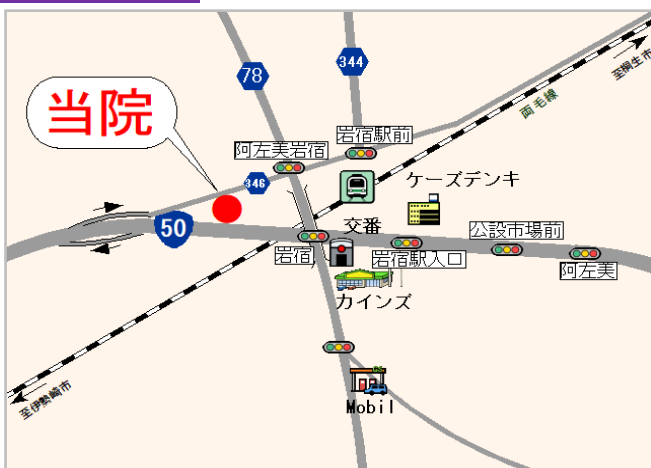 344
78
至桐生市
両毛線
当院
岩宿駅前
阿左美岩宿
ケーズデンキ
346
50
交番
公設市場前
岩宿
岩宿駅入口
阿左美
カインズ
至伊勢崎市
Mobil